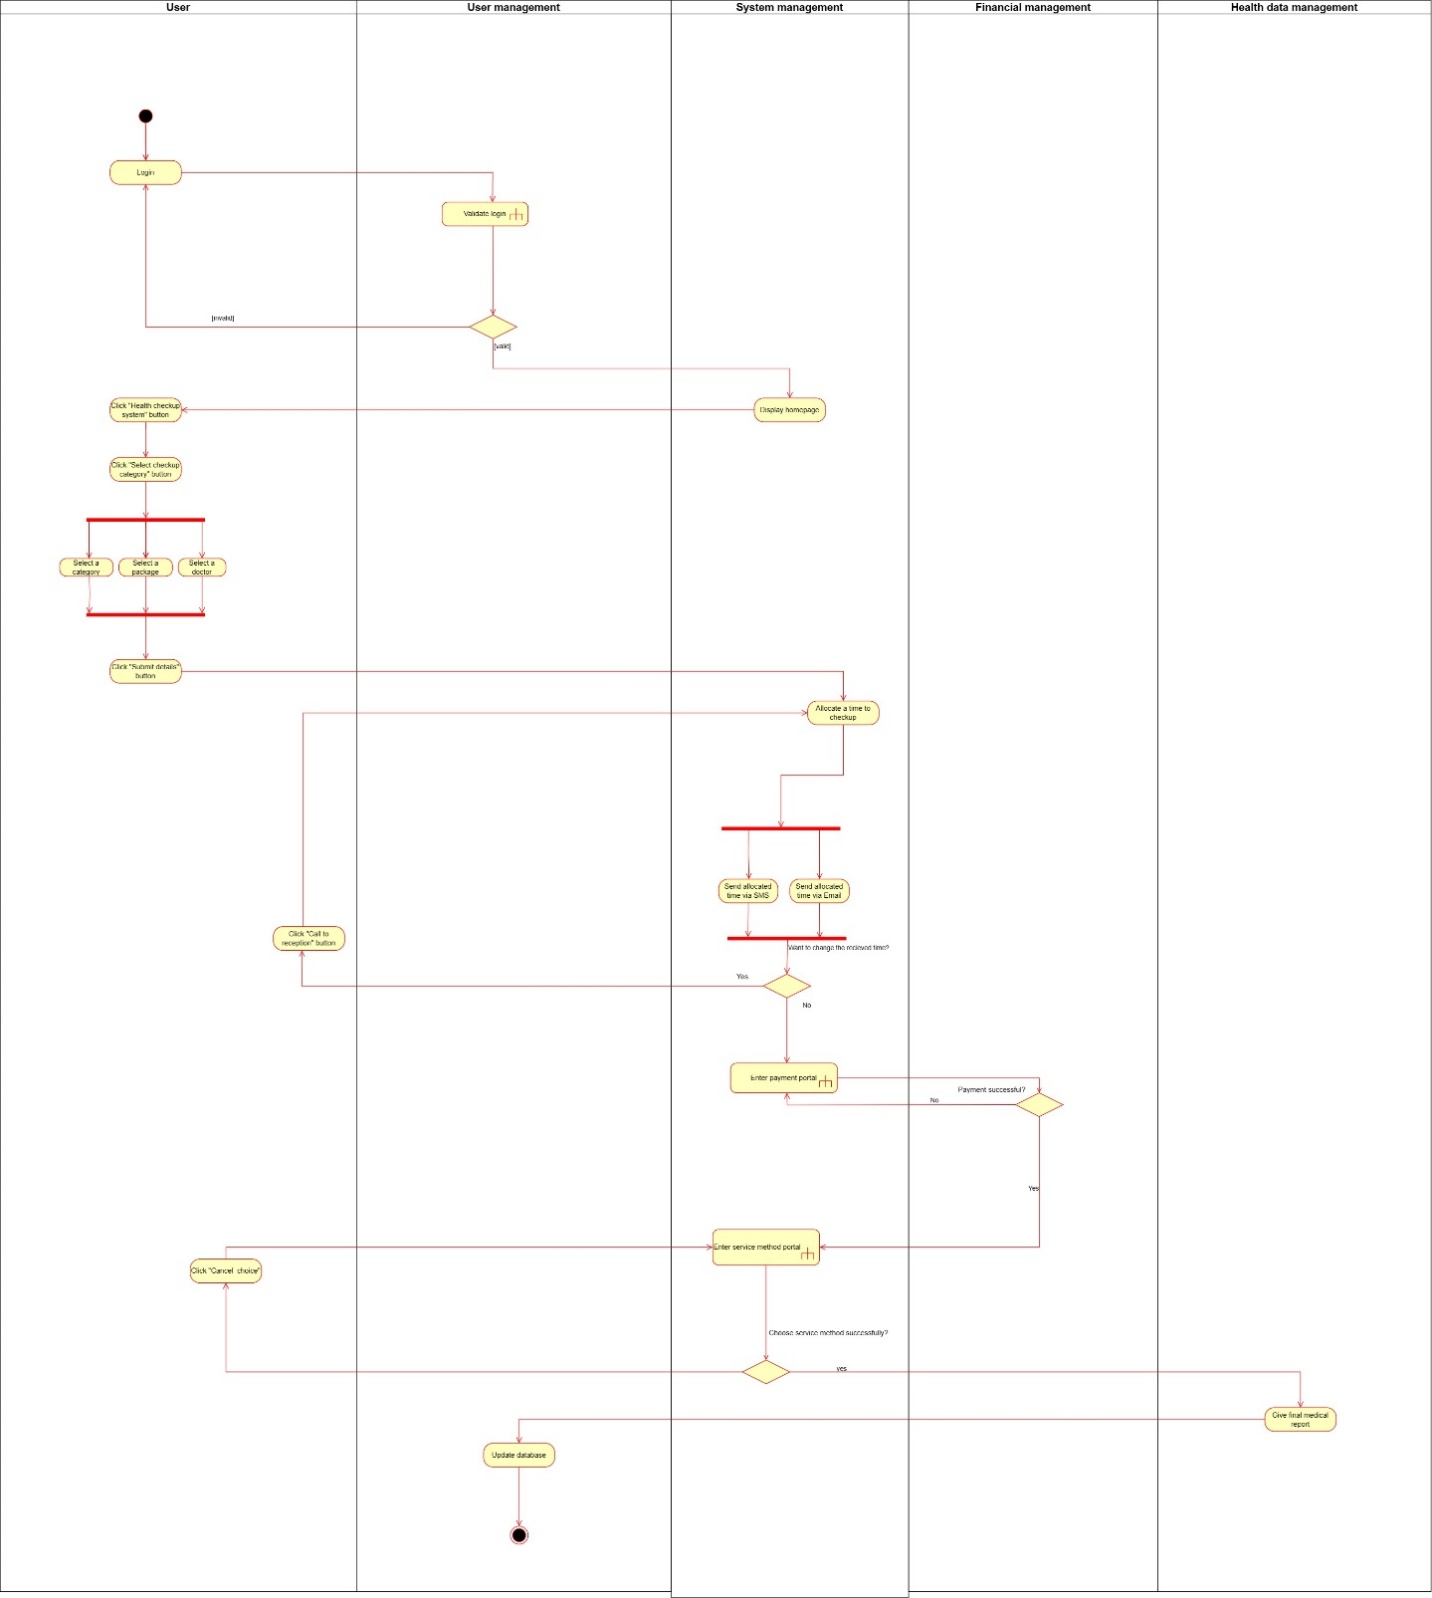 User
User management
System management
Financial management
Health data management
Login
Validate login
[invalid]
[valid]
Click "Health checkup
system" button
Display homepage
Click "Select checkup
category" button
Select a
category
Select a
package
Select a
doctor
Click "Submit details"
button
Allocate a time to
checkup
Send allocated
time via SMS
Send allocated
time via Email
Click "Call to
reception" button
Want to change the recieved time?
Yes
No
Enter payment portal
Payment successful?
No
Yes
Enter service method portal
Click "Cancel choice"
Choose service method successfully?
yes
Give final medical
report
Update database